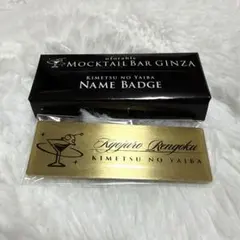 ufotable
MOCKTAIL BAR GINZA
KIMETSU NO YAIBA
NAME BADGE
Kyojuro Rengoku
KIMETSU NO YAIBA